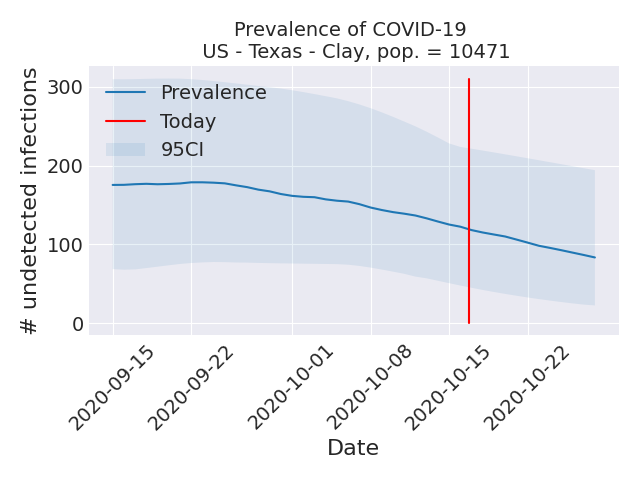 Prevalence of COVID-19
US - Texas - Clay, pop. = 10471
# undetected infections
300
200
100
0
Prevalence
Today
95CI
2020-09-15
2020-09-22
2020-10-01
2020-10-08
2020-10-15
2020-10-22
Date